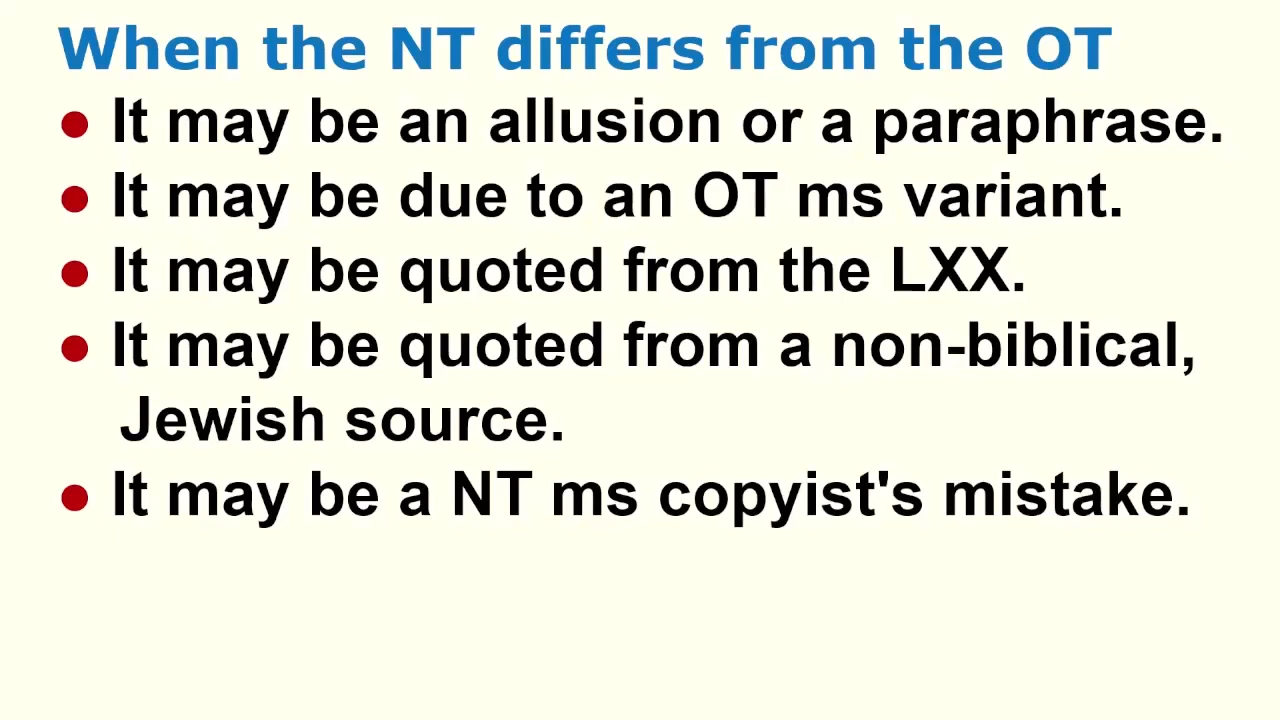 When the NT differs from the OT
● It may be an allusion or a paraphrase.
● It may be due to an OT ms variant.
● It may be quoted from the LXX.
● It may be quoted from a non-biblical,
Jewish source.
● It may be a NT ms copyist's mistake.